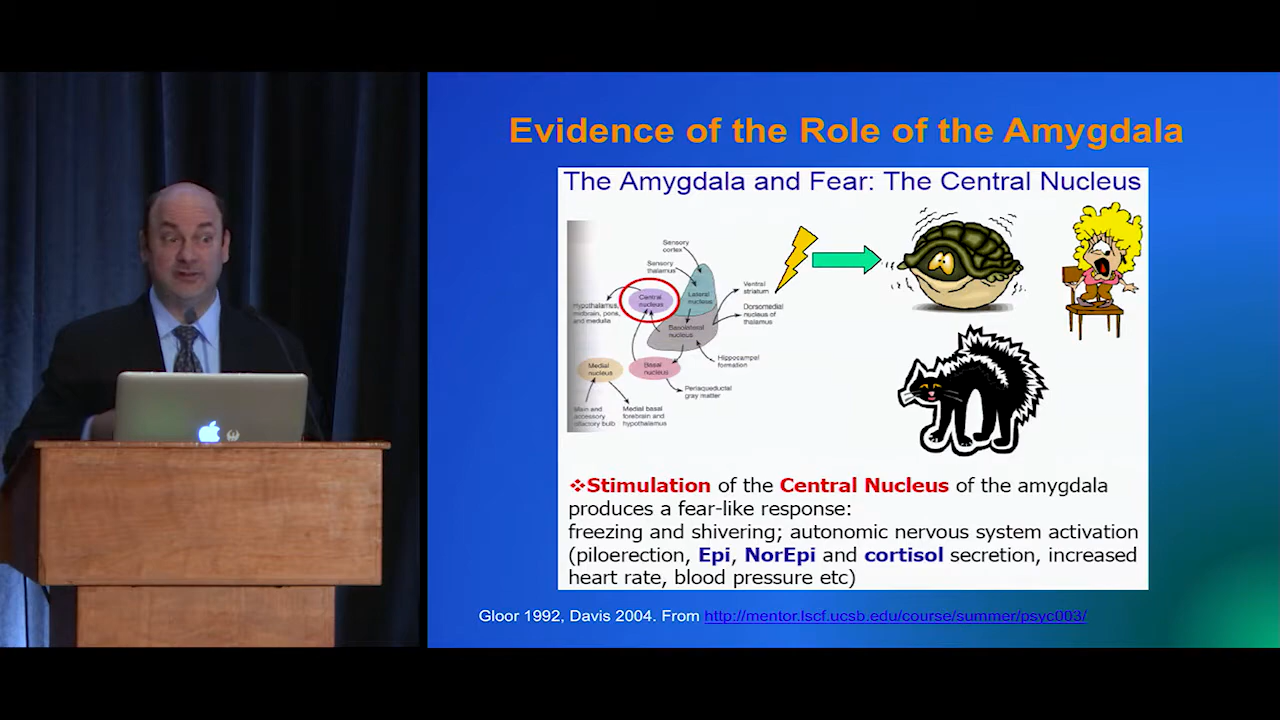 Evidence of the Role of the Amygdala
The Amygdala and Fear: The Central Nucleus
Sensory
cortex
Sensory
thalamus
Central
nucleus
Lateral
nucleus
Ventral
striatum
Hypothalamus,
midbrain, pons,
and medulla
Dorsomedial
nucleus of
thalamus
Basolateral
nucleus
Hippocampal
formation
Medial
nucleus
Basal
nucleus
Periaqueductal
gray matter
Main and
accessory
olfactory bulb
Medial basal
forebrain and
hypothalamus
❖Stimulation of the Central Nucleus of the amygdala
produces a fear-like response:
freezing and shivering; autonomic nervous system activation
(piloerection, Epi, NorEpi and cortisol secretion, increased
heart rate, blood pressure etc)
Gloor 1992, Davis 2004. From http://mentor.lscf.ucsb.edu/course/summer/psyc003/